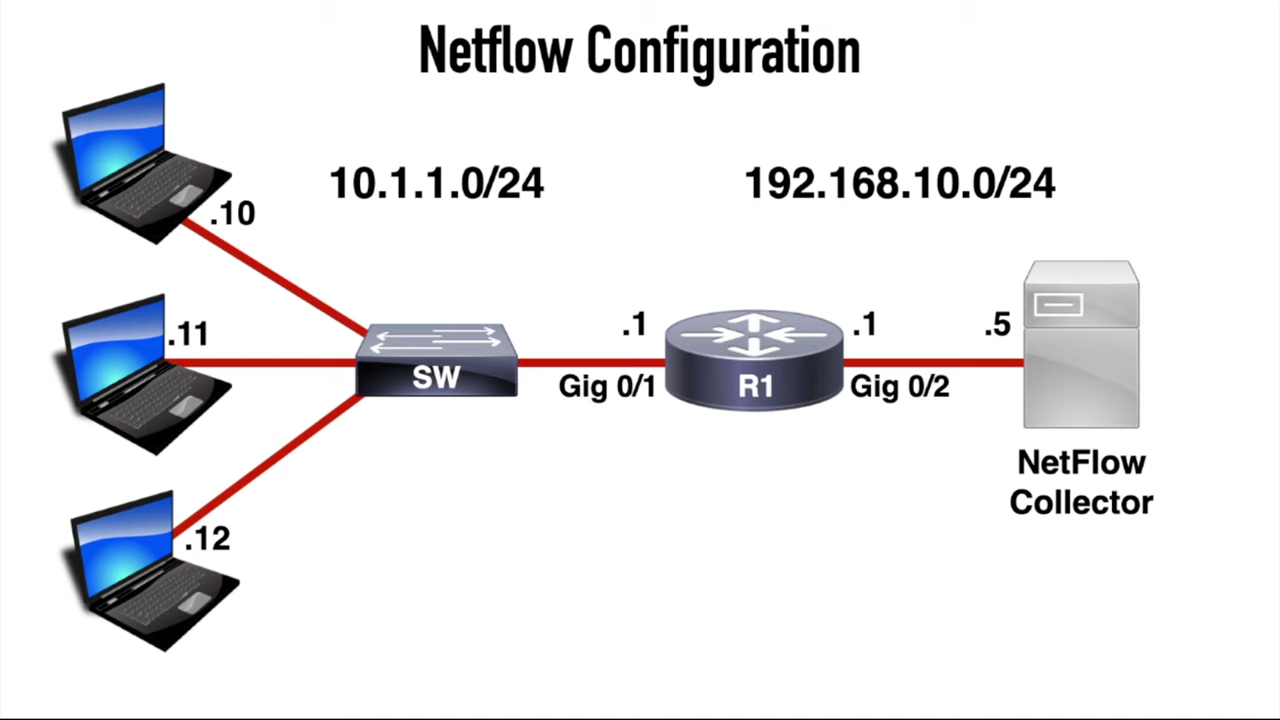 Netflow Configuration
10.1.1.0/24
192.168.10.0/24
.10
.11
.12
SW
.1
Gig 0/1
R1
.1
Gig 0/2
.5
NetFlow
Collector